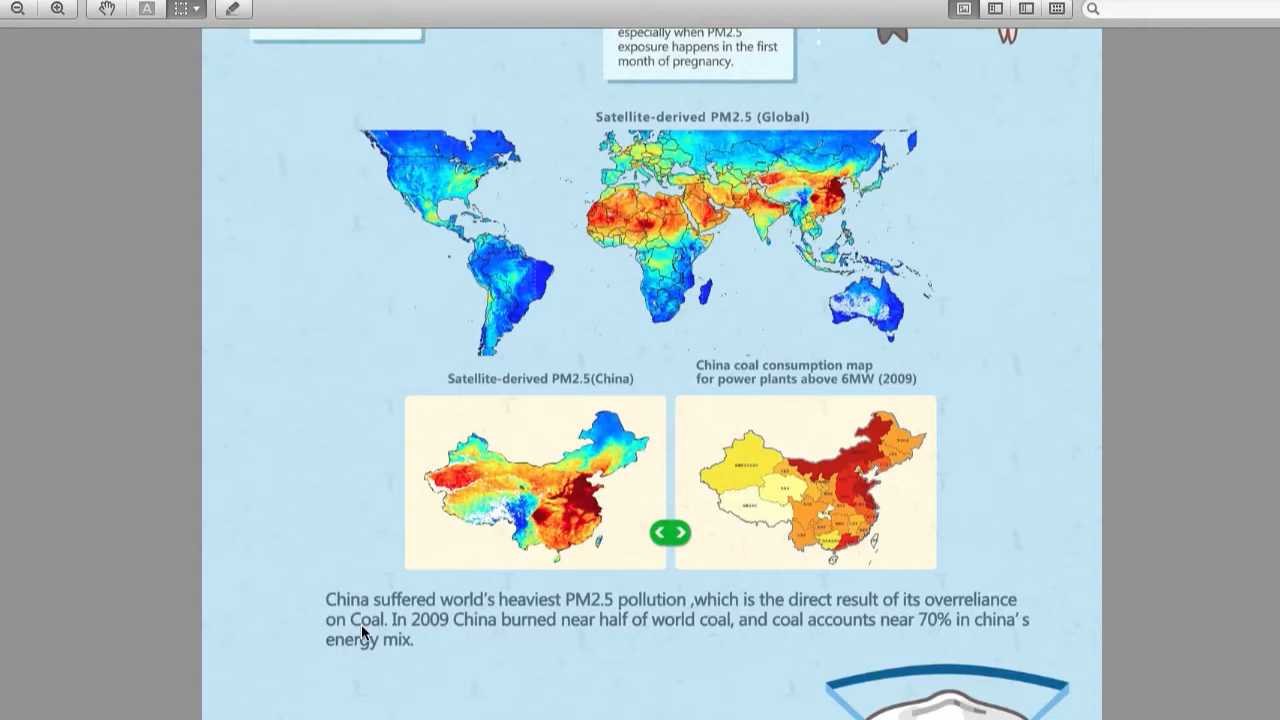 especially when PM2.5
exposure happens in the first
month of pregnancy.
Satellite-derived PM2.5 (Global)
Satellite-derived PM2.5(China)
China coal consumption map
for power plants above 6MW (2009)
China suffered world's heaviest PM2.5 pollution ,which is the direct result of its overreliance
on Coal. In 2009 China burned near half of world coal, and coal accounts near 70% in china's
energy mix.